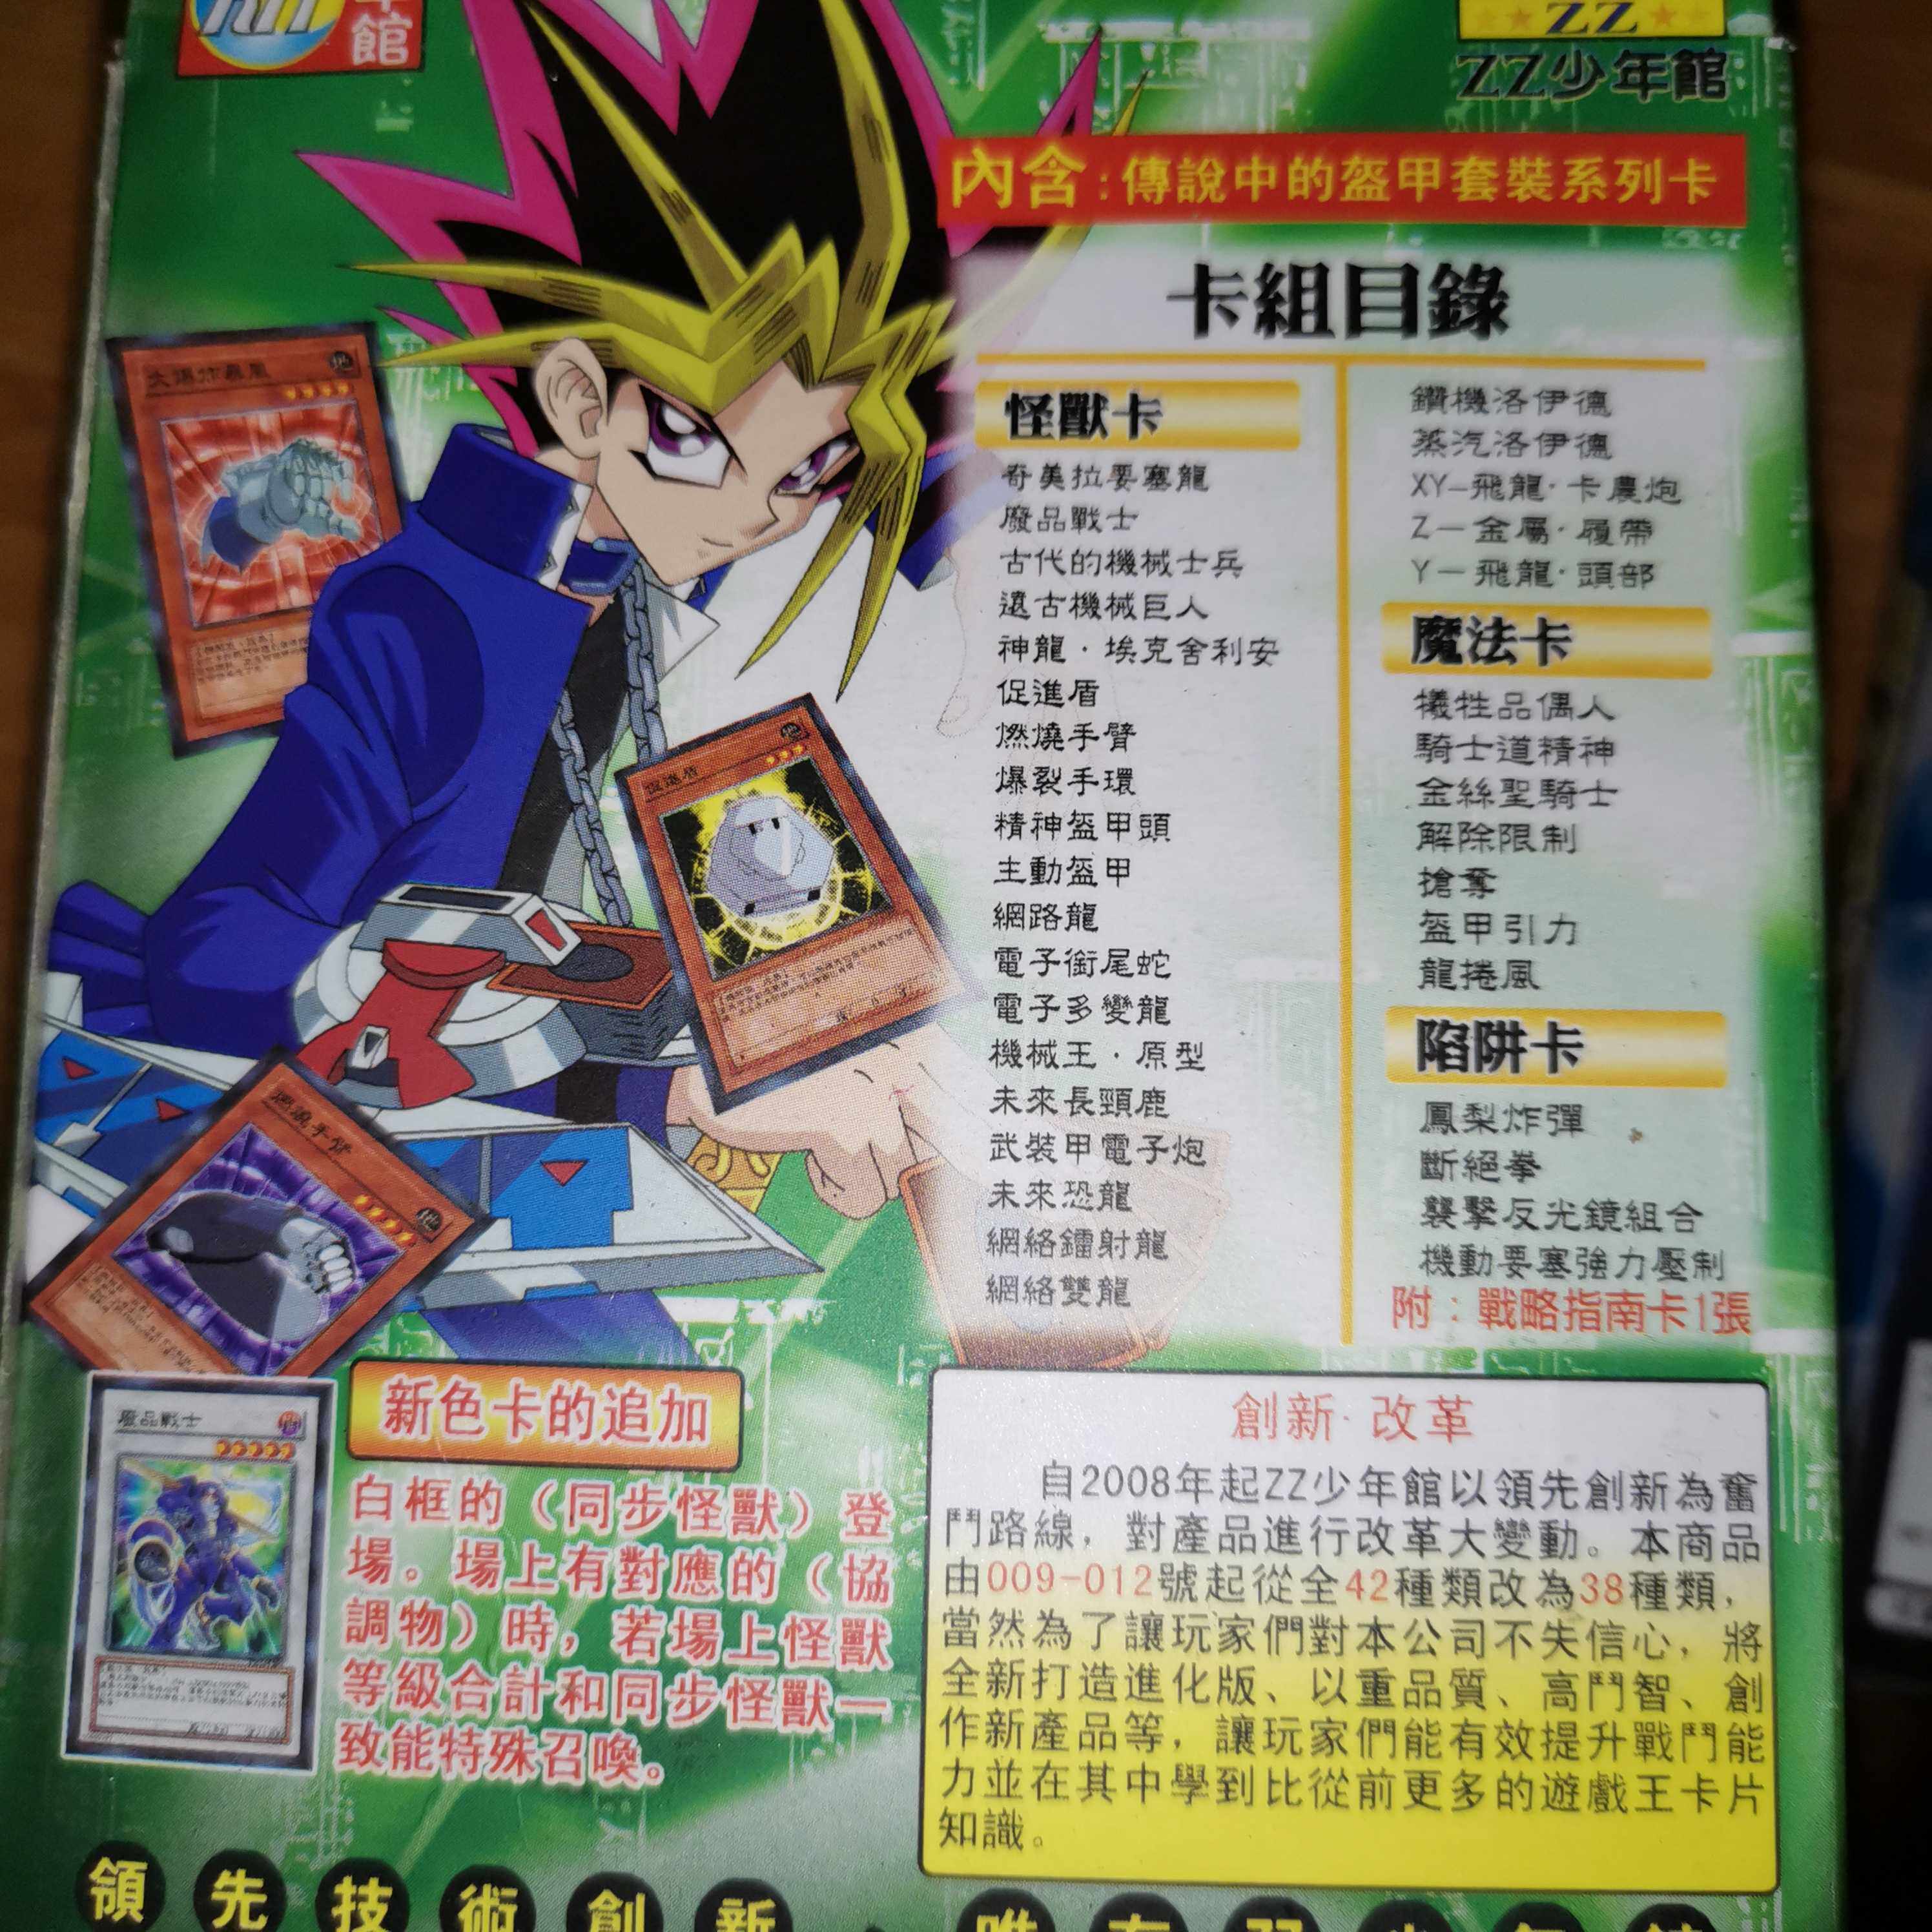 年館
ZZ
ZZ少年館
內含:傳說中的盔甲套裝系列卡
卡組目錄
怪獸卡
奇美拉要塞龍
廢品戰士
古代的機械士兵
遠古機械巨人
神龍·埃克舍利安
促進盾
燃燒手臂
爆裂手環
精神盔甲頭
主動盔甲
網路龍
電子銜尾蛇
電子多變龍
機械王·原型
未來長頸鹿
武裝甲電子炮
未來恐龍
網絡鐳射龍
網絡雙龍
鑽機洛伊德
蒸汽洛伊德
XY—飛龍·卡農炮
Z—金屬·履帶
Y—飛龍·頭部
魔法卡
犧牲品偶人
騎士道精神
金絲聖騎士
解除限制
搶奪
盔甲引力
龍捲風
陷阱卡
鳳梨炸彈
斷絕拳
襲擊反光鏡組合
機動要塞強力壓制
附：戰略指南卡1張
促進盾
燃燒手臂
廢品戰士
新色卡的追加
白框的（同步怪獸）登
場。場上有對應的（協
調物）時，若場上怪獸
等級合計和同步怪獸一
致能特殊召喚。
創新·改革
自2008年起ZZ少年館以領先創新為奮
鬥路線，對產品進行改革大變動。本商品
由009-012號起從全42種類改為38種類，
當然為了讓玩家們對本公司不失信心，將
全新打造進化版、以重品質、高鬥智、創
作新產品等，讓玩家們能有效提升戰鬥能
力並在其中學到比從前更多的遊戲王卡片
知識。
領先技術創新